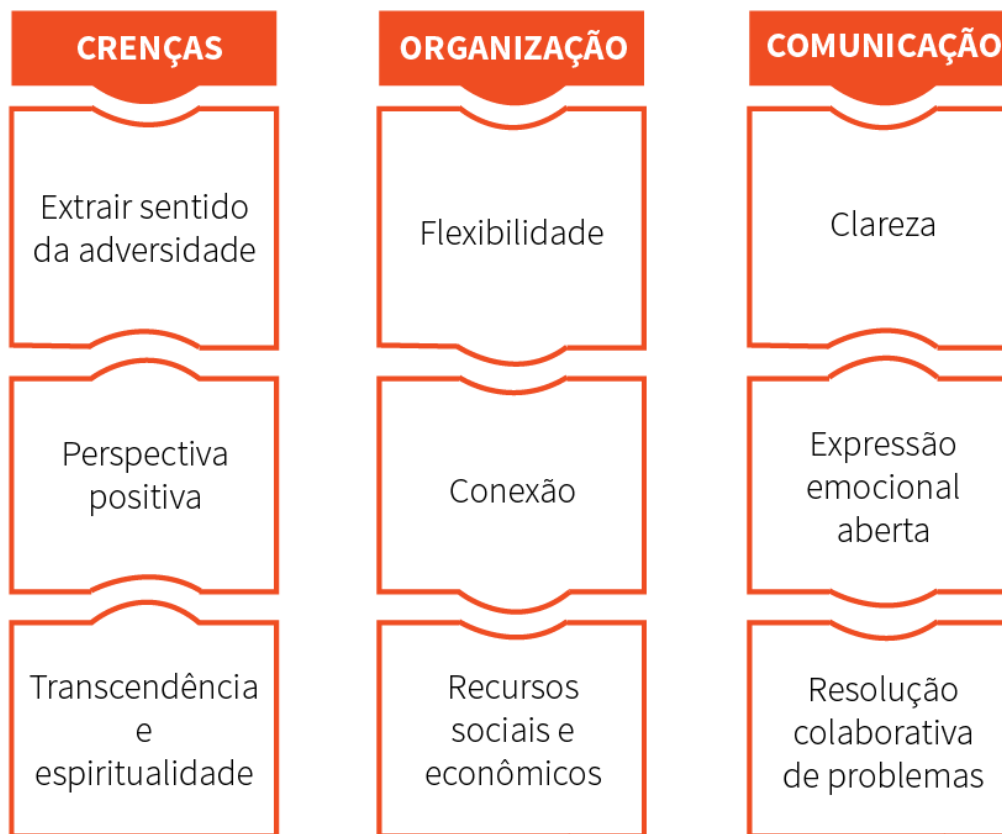 CRENÇAS
Extrair sentido
da adversidade
Perspectiva
positiva
Transcendência
e
espiritualidade
ORGANIZAÇÃO
Flexibilidade
Conexão
Recursos
sociais e
econômicos
COMUNICAÇÃO
Clareza
Expressão
emocional
aberta
Resolução
colaborativa
de problemas